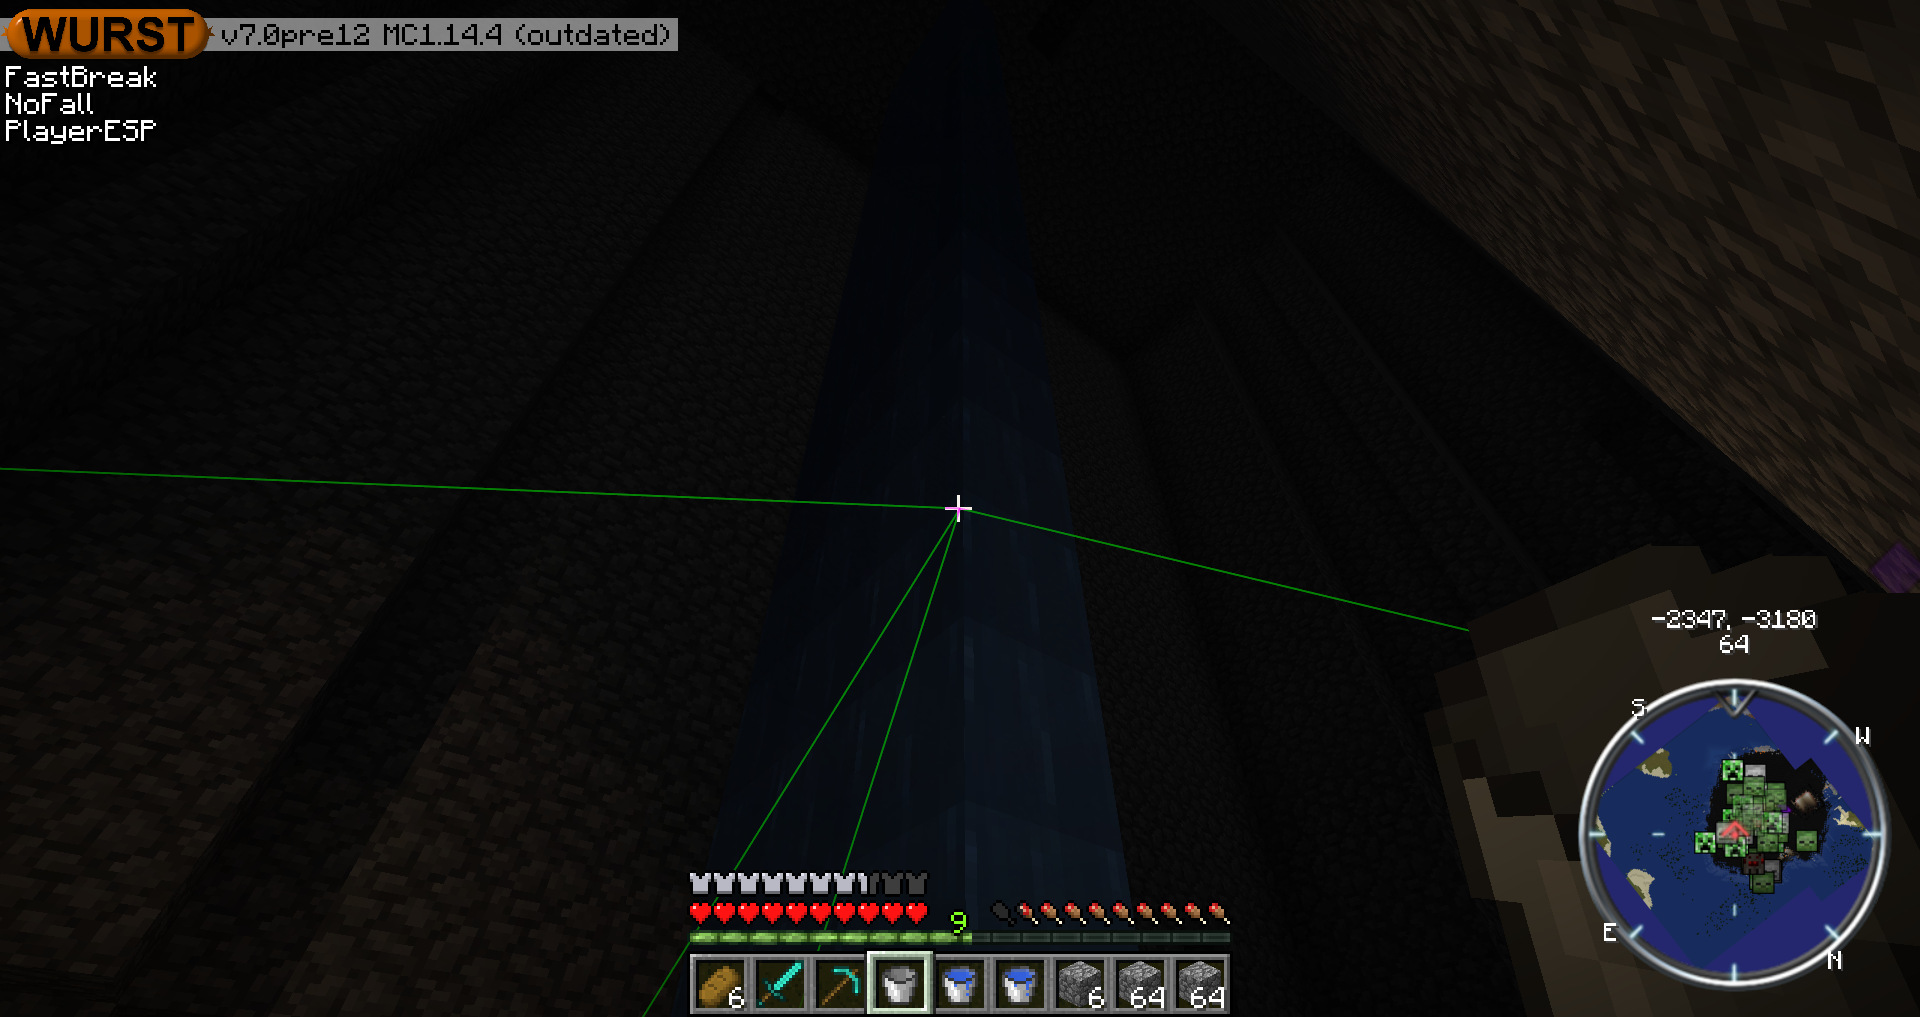 WURST v7.0pre12 MC1.14.4 (outdated)
FastBreak
NoFall
PlayerESP
-2347, -3180
64
S
W
E
N
9
6
6
64
64